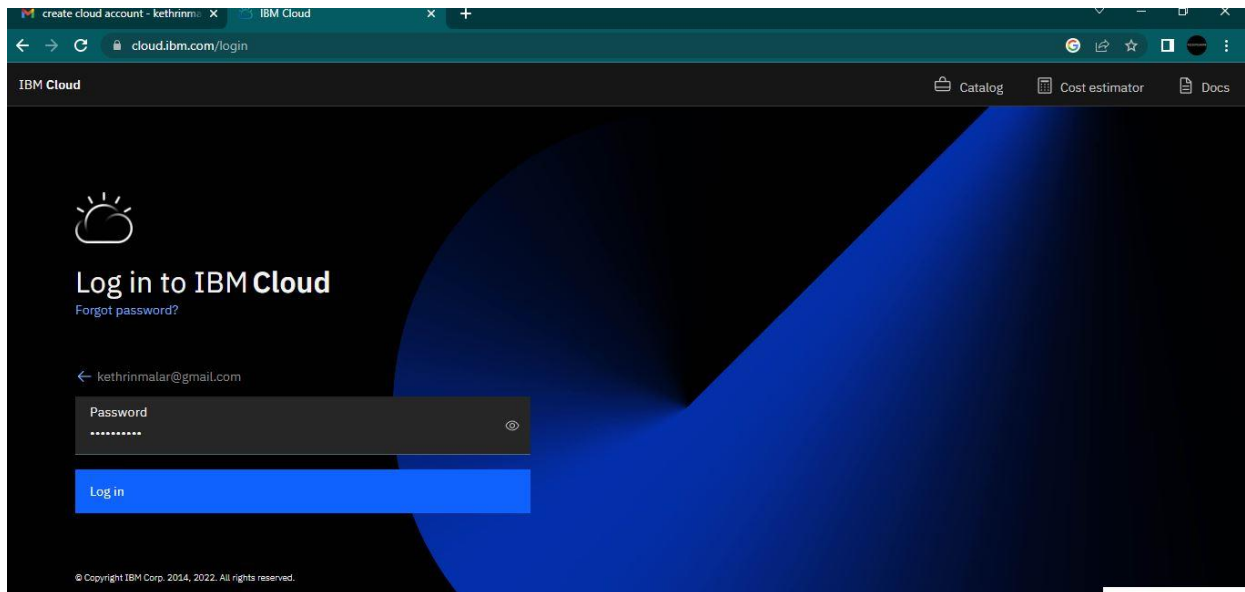 create cloud account - kethrinma
IBM Cloud
cloud.ibm.com/login
IBM Cloud
Catalog
Cost estimator
Docs
Log in to IBM Cloud
Forgot password?
kethrinmalar@gmail.com
Password
Log in
© Copyright IBM Corp. 2014, 2022. All rights reserved.